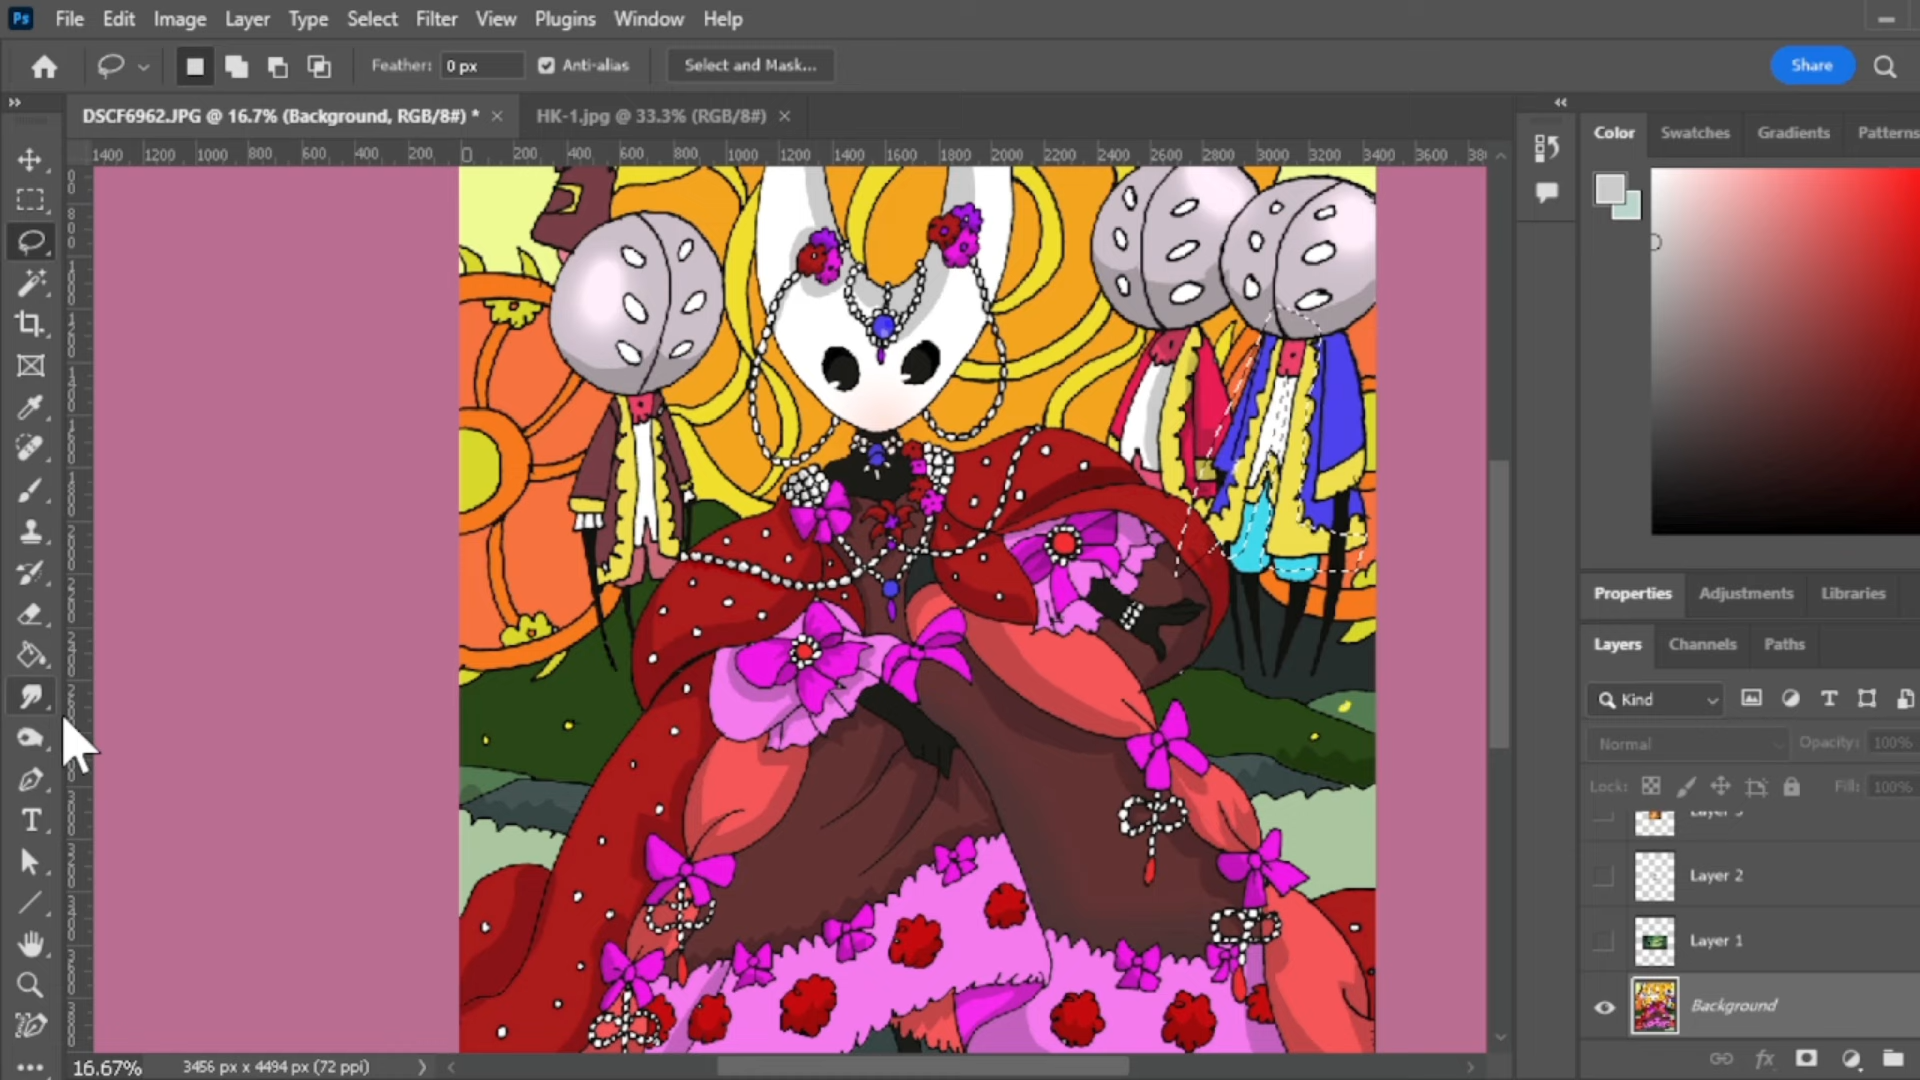 Ps File Edit Image Layer Type Select Filter View Plugins Window Help
Feather: 0 px Anti-alias Select and Mask... Share
DSCF6962.JPG @ 16.7% (Background, RGB/8#) * × HK-1.jpg @ 33.3% (RGB/8#) ×
1400 1200 1000 800 600 400 200 0 200 400 600 800 1000 1200 1400 1600 1800 2000 2200 2400 2600 2800 3000 3200 3400 3600
Color Swatches Gradients Patterns
Properties Adjustments Libraries
Layers Channels Paths
Kind
Normal Opacity: 100%
Lock: Fill: 100%
Layer 2
Layer 1
Background
16.67% 3456 px x 4494 px (72 ppi)